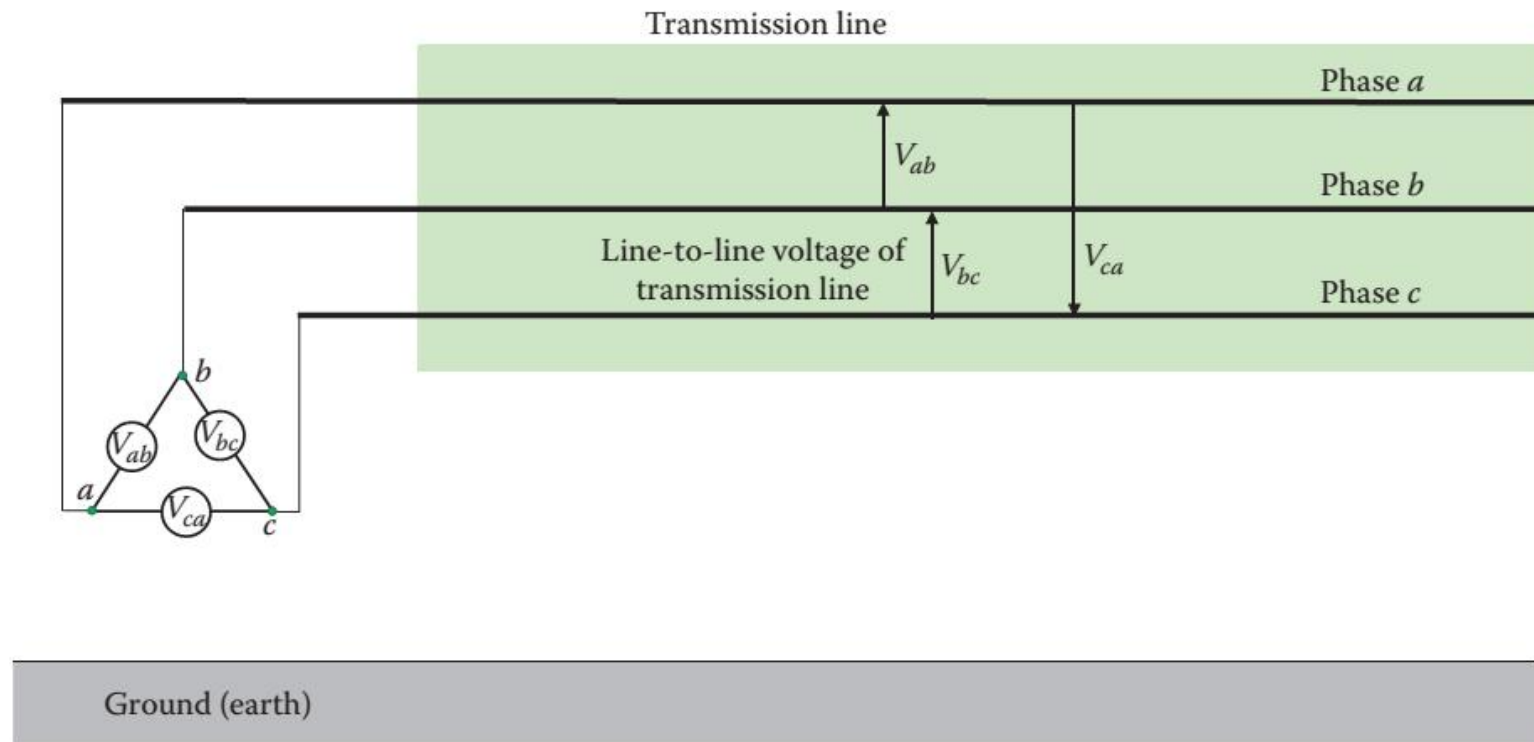 Transmission line
Phase a
V_ab
Phase b
Line-to-line voltage of
transmission line
V_bc
V_ca
Phase c
b
V_ab
V_bc
a
V_ca
c
Ground (earth)